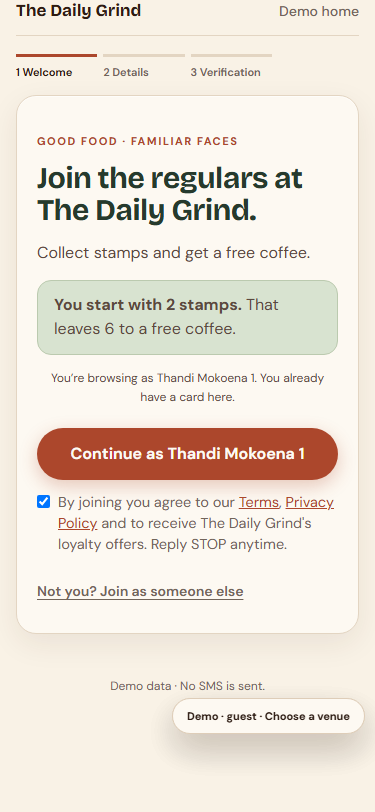 The Daily Grind
Demo home
1 Welcome
2 Details
3 Verification
GOOD FOOD · FAMILIAR FACES
Join the regulars at
The Daily Grind.
Collect stamps and get a free coffee.
You start with 2 stamps. That
leaves 6 to a free coffee.
You’re browsing as Thandi Mokoena 1. You already
have a card here.
Continue as Thandi Mokoena 1
By joining you agree to our Terms, Privacy
Policy and to receive The Daily Grind's
loyalty offers. Reply STOP anytime.
Not you? Join as someone else
Demo data · No SMS is sent.
Demo · guest · Choose a venue